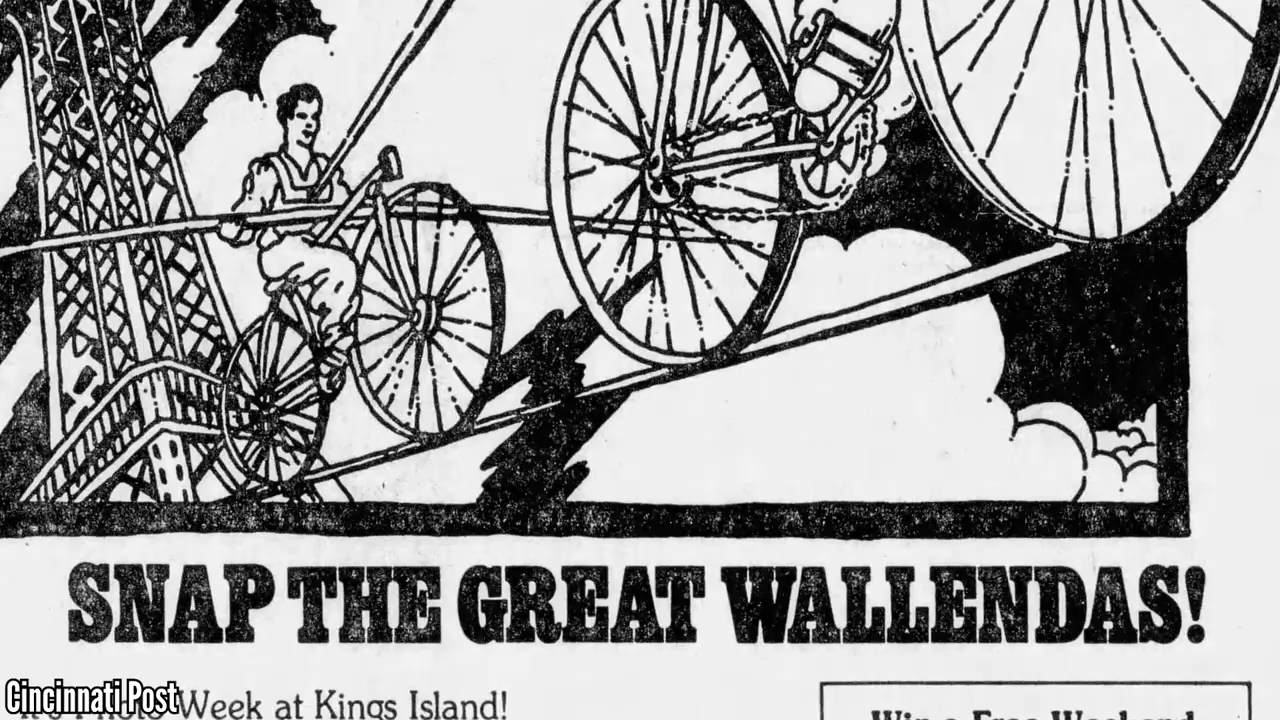 SNAP THE GREAT WALLENDAS!
Week at Kings Island!
Win a Free Weekend
Cincinnati Post